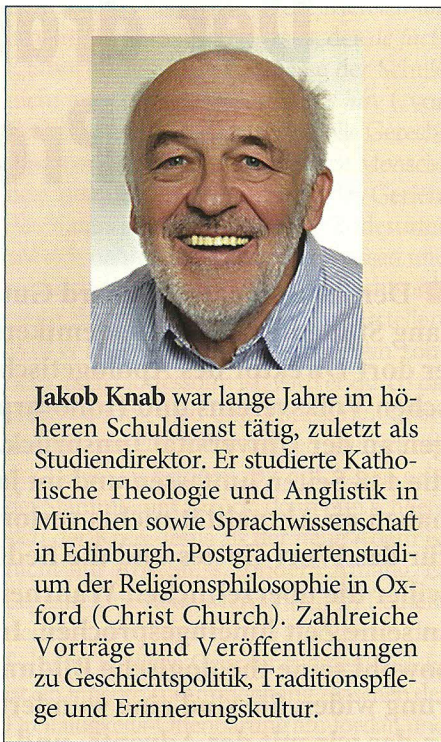 Jakob Knab war lange Jahre im hö-
heren Schuldienst tätig, zuletzt als
Studiendirektor. Er studierte Katho-
lische Theologie und Anglistik in
München sowie Sprachwissenschaft
in Edinburgh. Postgraduiertenstudi-
um der Religionsphilosophie in Ox-
ford (Christ Church). Zahlreiche
Vorträge und Veröffentlichungen
zu Geschichtspolitik, Traditionspfle-
ge und Erinnerungskultur.